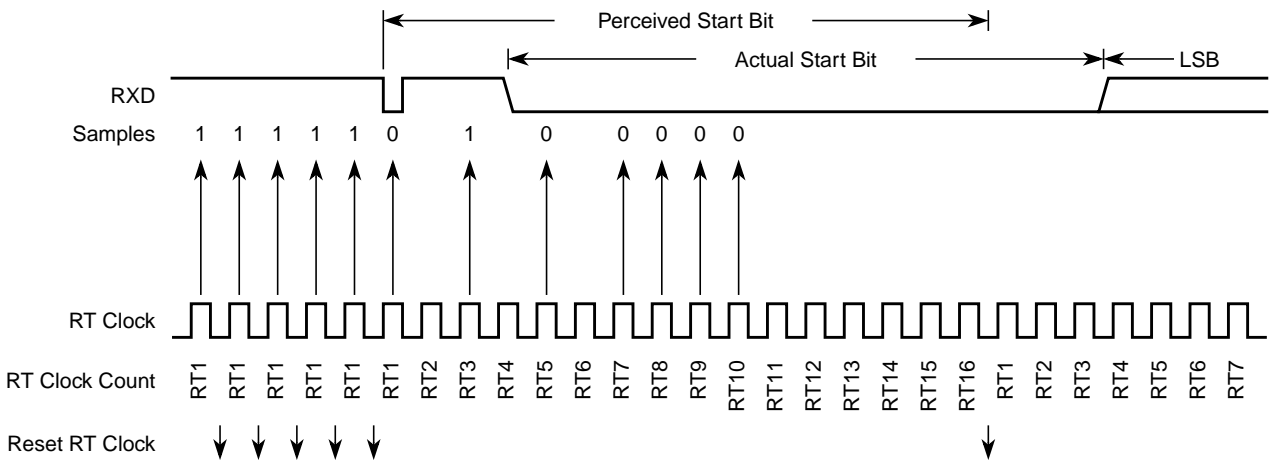 Perceived Start Bit
Actual Start Bit
LSB
RXD
Samples 1 1 1 1 1 0 1 0 0 0 0 0
RT Clock
RT Clock Count RT1 RT1 RT1 RT1 RT1 RT1 RT2 RT3 RT4 RT5 RT6 RT7 RT8 RT9 RT10 RT11 RT12 RT13 RT14 RT15 RT16 RT1 RT2 RT3 RT4 RT5 RT6 RT7
Reset RT Clock